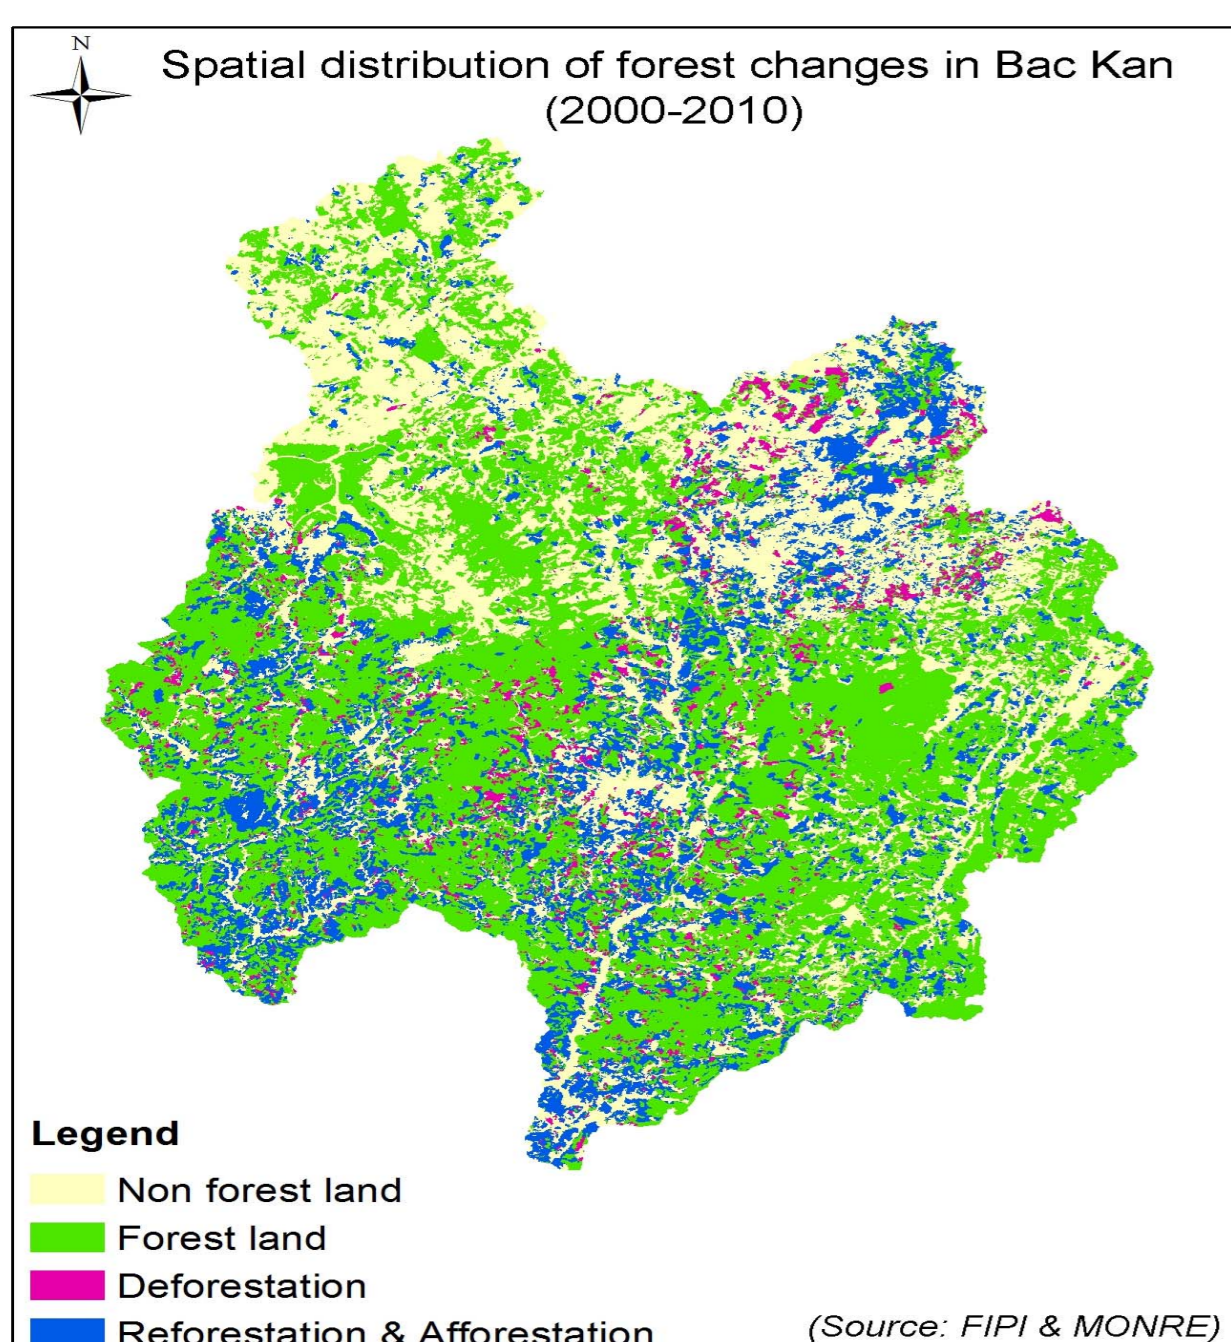 N
Spatial distribution of forest changes in Bac Kan
(2000-2010)
Legend
Non forest land
Forest land
Deforestation
Reforestation & Afforestation
(Source: FIPI & MONRE)